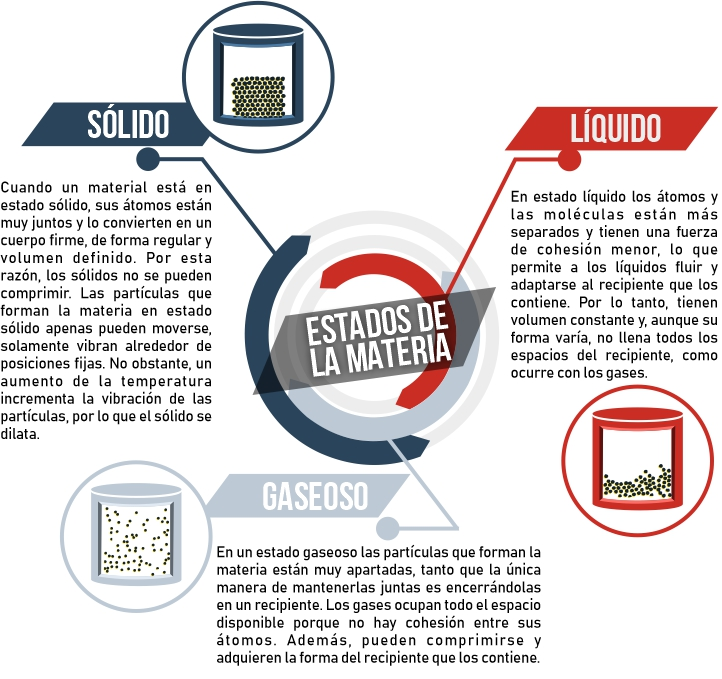 SÓLIDO
Cuando un material está en
estado sólido, sus átomos están
muy juntos y lo convierten en un
cuerpo firme, de forma regular y
volumen definido. Por esta
razón, los sólidos no se pueden
comprimir. Las partículas que
forman la materia en estado
sólido apenas pueden moverse,
solamente vibran alrededor de
posiciones fijas. No obstante, un
aumento de la temperatura
incrementa la vibración de las
partículas, por lo que el sólido se
dilata.
LÍQUIDO
En estado líquido los átomos y
las moléculas están más
separados y tienen una fuerza
de cohesión menor, lo que
permite a los líquidos fluir y
adaptarse al recipiente que los
contiene. Por lo tanto, tienen
volumen constante y, aunque su
forma varía, no llena todos los
espacios del recipiente, como
ocurre con los gases.
ESTADOS DE
LA MATERIA
GASEOSO
En un estado gaseoso las partículas que forman la
materia están muy apartadas, tanto que la única
manera de mantenerlas juntas es encerrándolas
en un recipiente. Los gases ocupan todo el espacio
disponible porque no hay cohesión entre sus
átomos. Además, pueden comprimirse y
adquieren la forma del recipiente que los contiene.